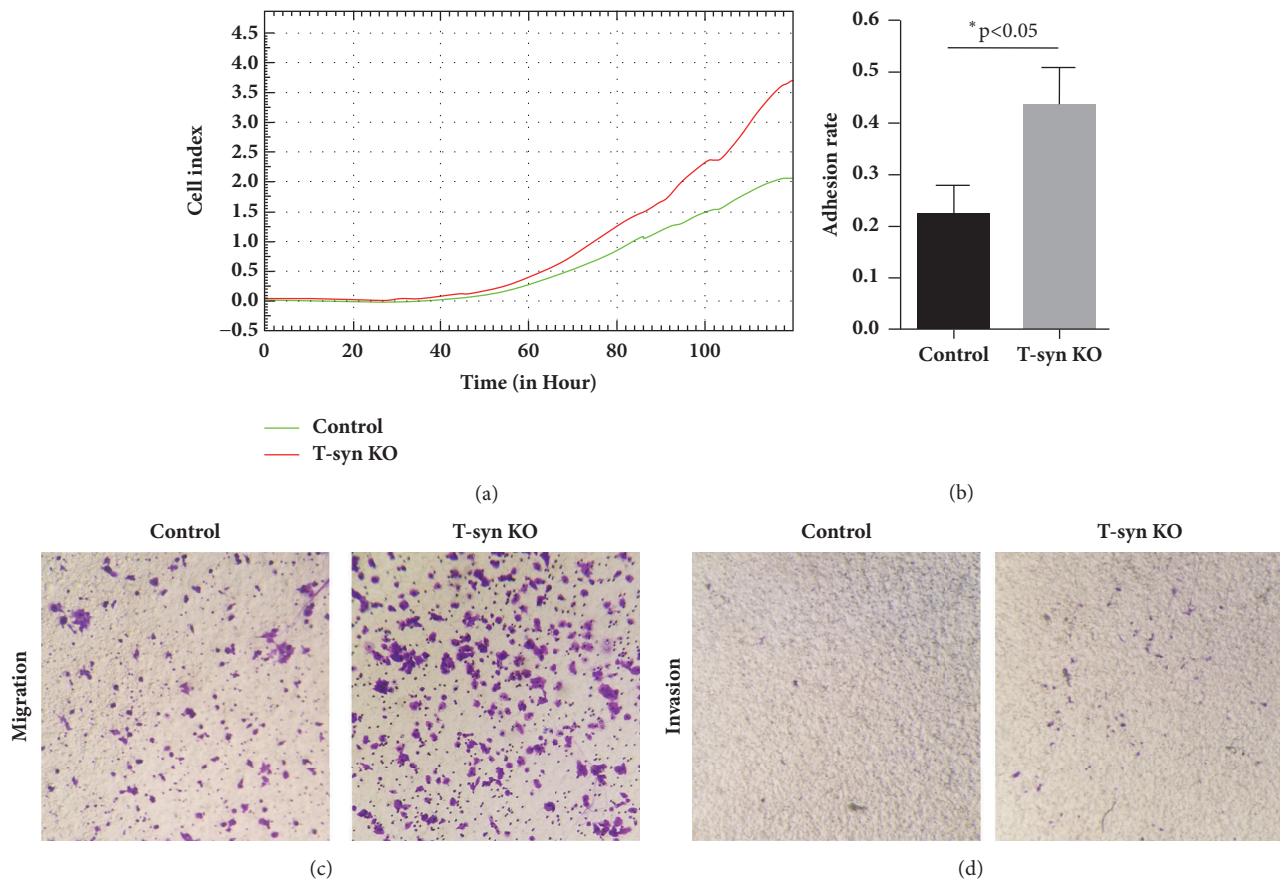 4.5
4.0
3.5
3.0
2.5
2.0
1.5
1.0
0.5
0.0
−0.5
Cell index
0 20 40 60 80 100
Time (in Hour)
Control
T-syn KO
(a)
0.6
0.5
0.4
0.3
0.2
0.1
0.0
Adhesion rate
*p<0.05
Control T-syn KO
(b)
Control T-syn KO
Migration
(c)
Control T-syn KO
Invasion
(d)